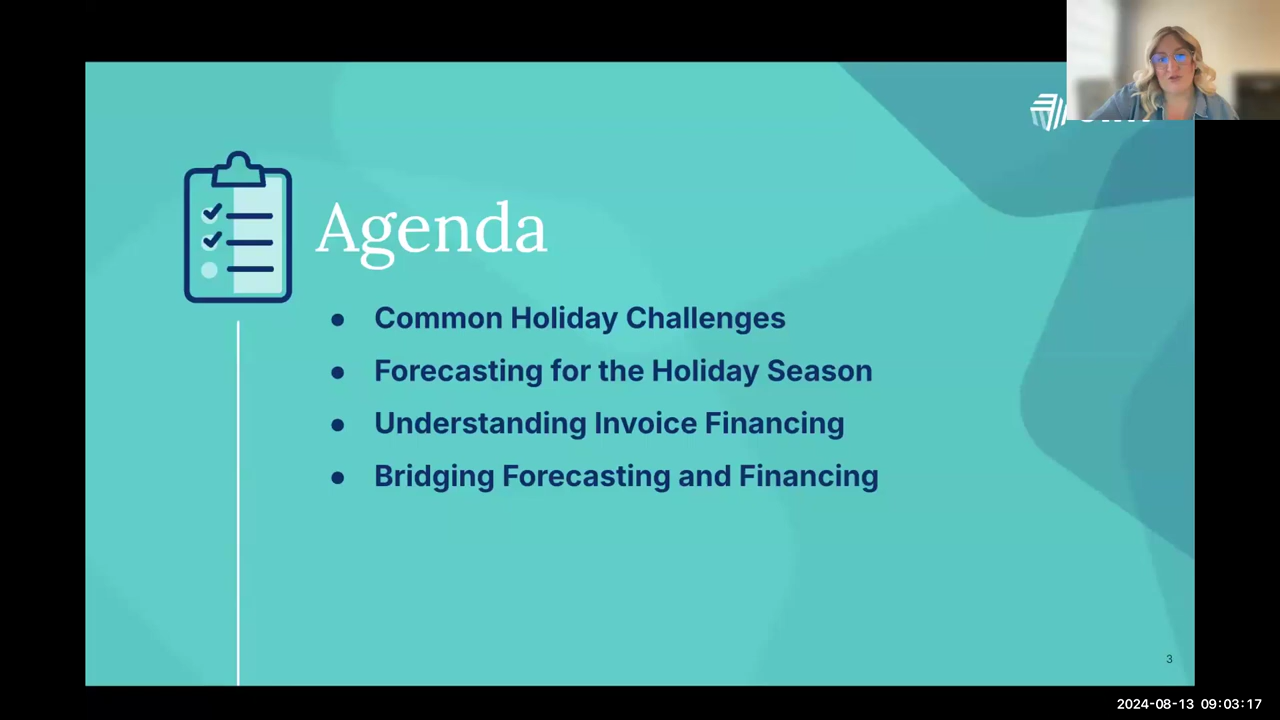 Agenda
● Common Holiday Challenges
● Forecasting for the Holiday Season
● Understanding Invoice Financing
● Bridging Forecasting and Financing
3
2024-08-13 09:03:17